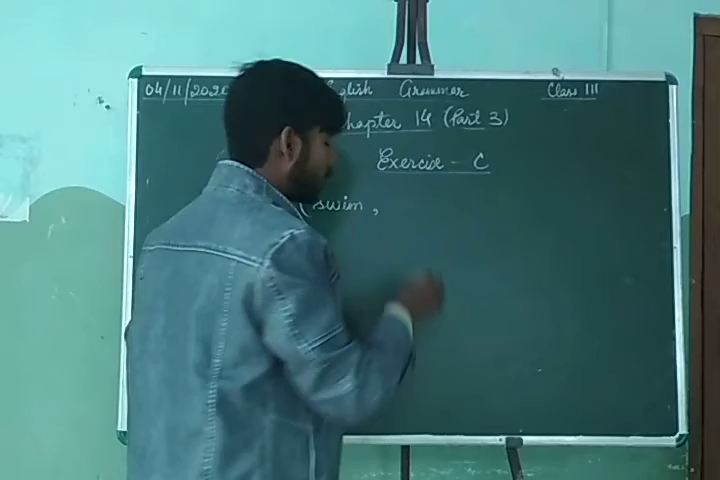 04/11/2020 English Grammar Class III
Chapter 14 (Part 3)
Exercise - C
(swim,